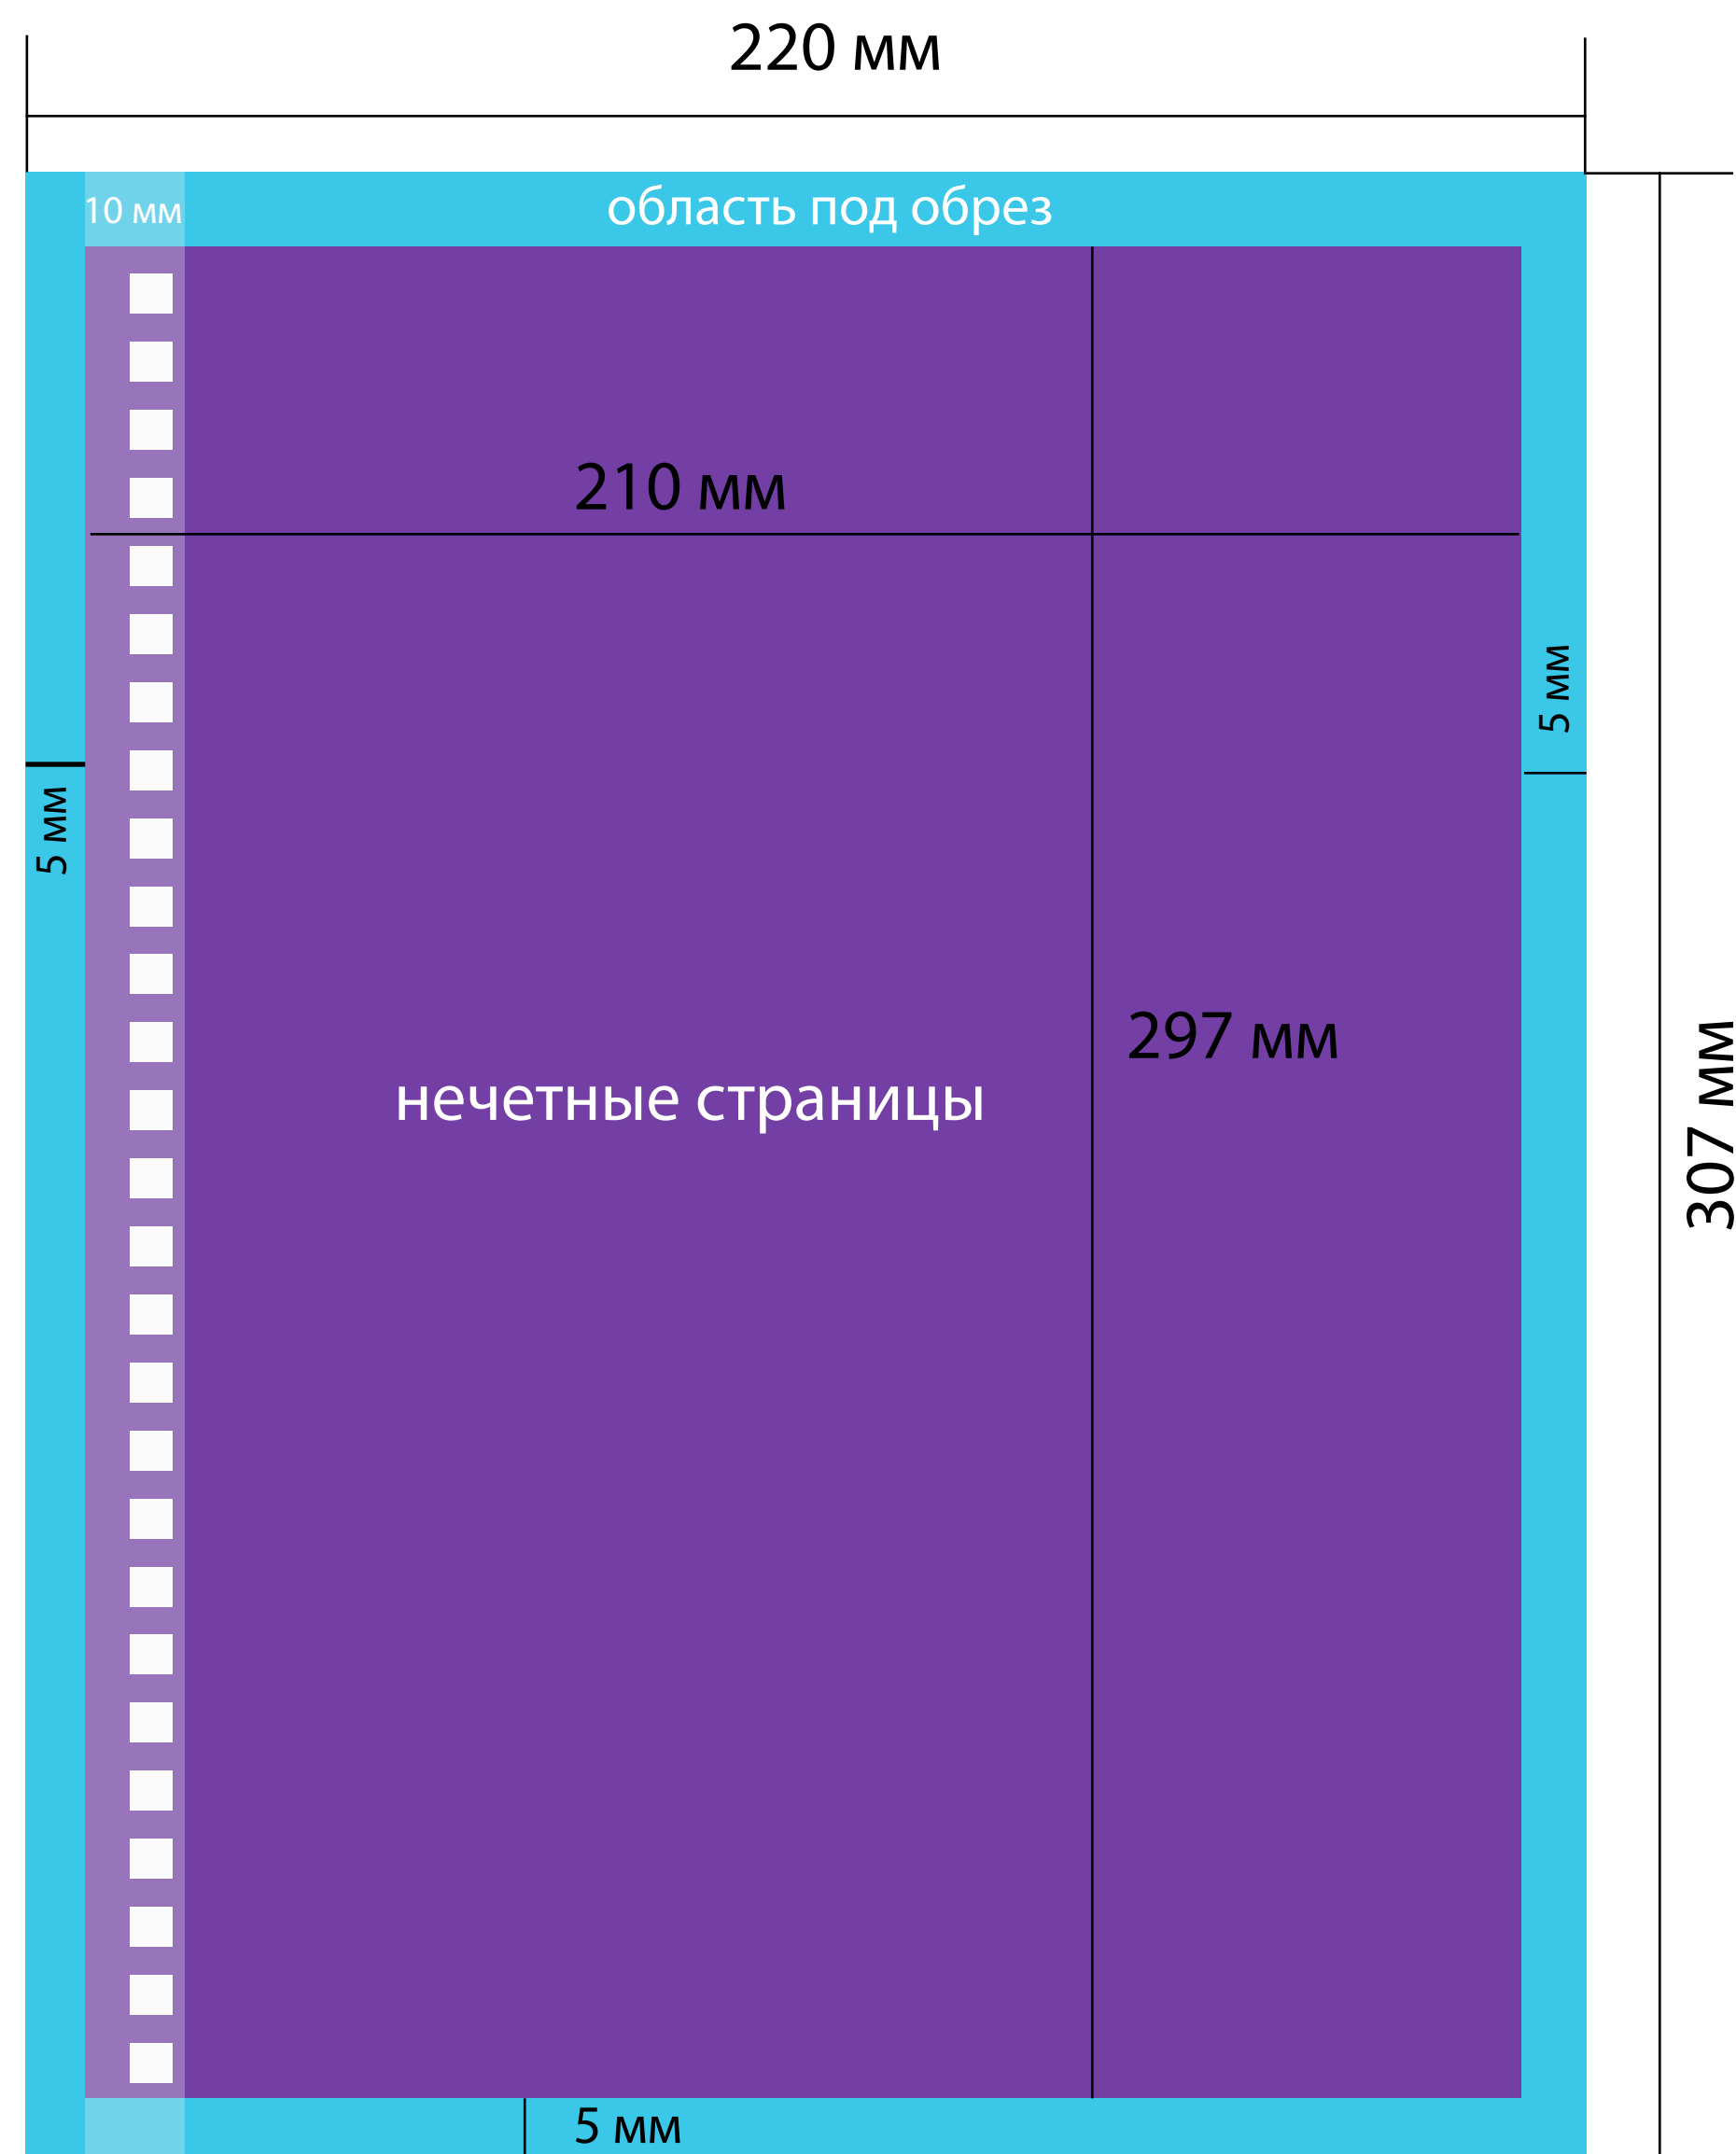 220 мм
10 мм
область под обрез
210 мм
5 мм
5 мм
297 мм
нечетные страницы
307 мм
5 мм